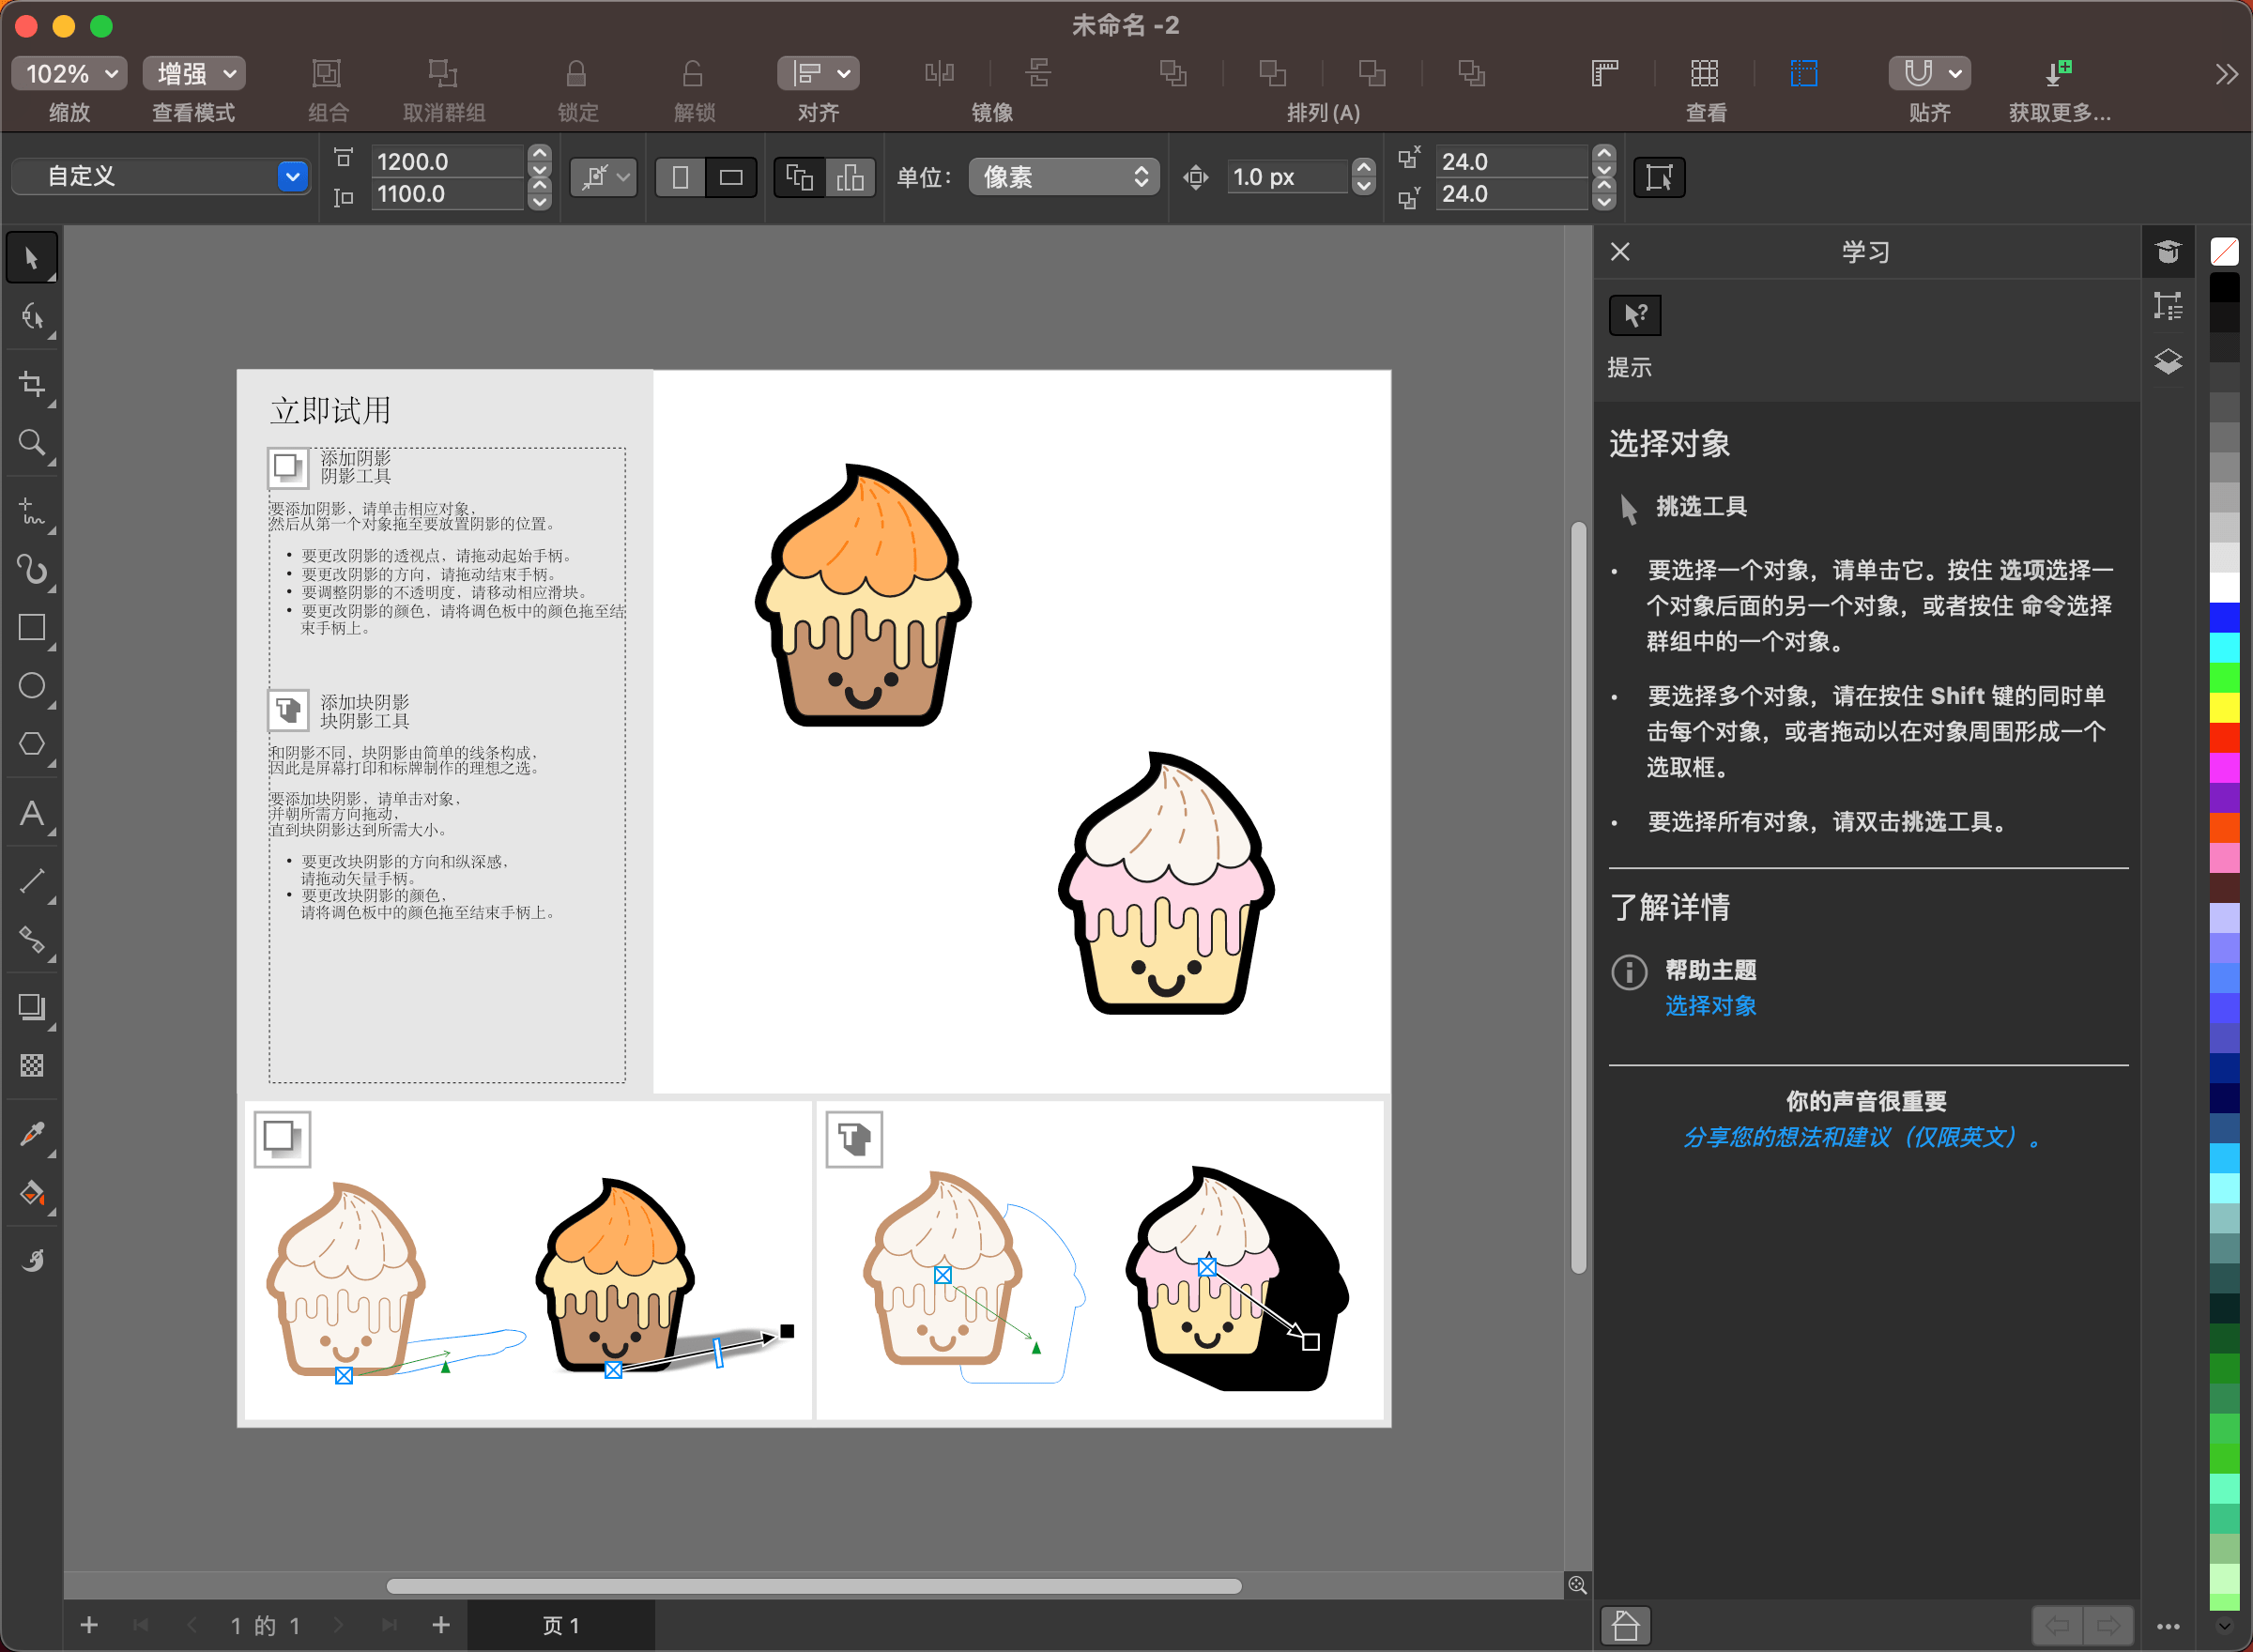 未命名 -2
102%
增强
缩放
查看模式
组合
取消群组
锁定
解锁
对齐
镜像
排列(A)
查看
贴齐
获取更多...
自定义
1200.0
1100.0
单位：
像素
1.0 px
24.0
24.0
立即试用
添加阴影
阴影工具
要添加阴影，请单击相应对象，
然后从第一个对象拖至要放置阴影的位置。
• 要更改阴影的透视点，请拖动起始手柄。
• 要更改阴影的方向，请拖动结束手柄。
• 要调整阴影的不透明度，请移动相应滑块。
• 要更改阴影的颜色，请将调色板中的颜色拖至结
束手柄上。
添加块阴影
块阴影工具
和阴影不同，块阴影由简单的线条构成，
因此是屏幕打印和标牌制作的理想之选。
要添加块阴影，请单击对象，
并朝所需方向拖动，
直到块阴影达到所需大小。
• 要更改块阴影的方向和纵深感，
请拖动矢量手柄。
• 要更改块阴影的颜色，
请将调色板中的颜色拖至结束手柄上。
学习
提示
选择对象
挑选工具
• 要选择一个对象，请单击它。按住 选项选择一
个对象后面的另一个对象，或者按住 命令选择
群组中的一个对象。
• 要选择多个对象，请在按住 Shift 键的同时单
击每个对象，或者拖动以在对象周围形成一个
选取框。
• 要选择所有对象，请双击挑选工具。
了解详情
帮助主题
选择对象
你的声音很重要
分享您的想法和建议（仅限英文）。
1 的 1
页 1